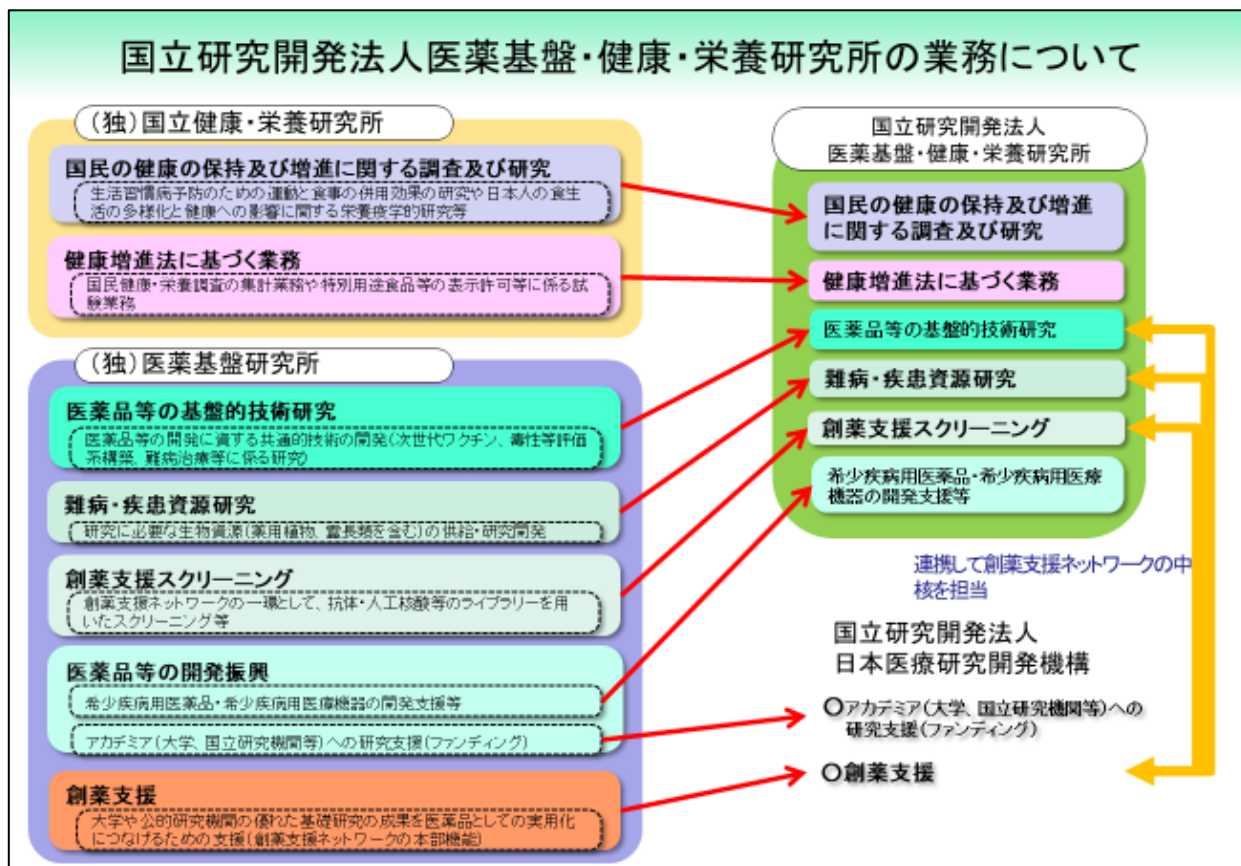 国立研究開発法人医薬基盤・健康・栄養研究所の業務について
(独)国立健康・栄養研究所
国民の健康の保持及び増進に関する調査及び研究
生活習慣病予防のための運動と食事の併用効果の研究や日本人の食生
活の多様化と健康への影響に関する栄養疫学的研究等
健康増進法に基づく業務
国民健康・栄養調査の集計業務や特別用途食品等の表示許可等に係る試
験業務
(独)医薬基盤研究所
医薬品等の基盤的技術研究
医薬品等の開発に資する共通的技術の開発(次世代ワクチン、毒性等評価
系構築、難病治療等に係る研究)
難病・疾患資源研究
研究に必要な生物資源(薬用植物、霊長類を含む)の供給・研究開発
創薬支援スクリーニング
創薬支援ネットワークの一環として、抗体・人工核酸等のライブラリーを用
いたスクリーニング等
医薬品等の開発振興
希少疾病用医薬品・希少疾病用医療機器の開発支援等
アカデミア(大学、国立研究機関等)への研究支援(ファンディング)
創薬支援
大学や公的研究機関の優れた基礎研究の成果を医薬品としての実用化
につなげるための支援(創薬支援ネットワークの本部機能)
国立研究開発法人
医薬基盤・健康・栄養研究所
国民の健康の保持及び増進
に関する調査及び研究
健康増進法に基づく業務
医薬品等の基盤的技術研究
難病・疾患資源研究
創薬支援スクリーニング
希少疾病用医薬品・希少疾病用医療
機器の開発支援等
連携して創薬支援ネットワークの中
核を担当
国立研究開発法人
日本医療研究開発機構
○アカデミア(大学、国立研究機関等)への
研究支援(ファンディング)
○創薬支援